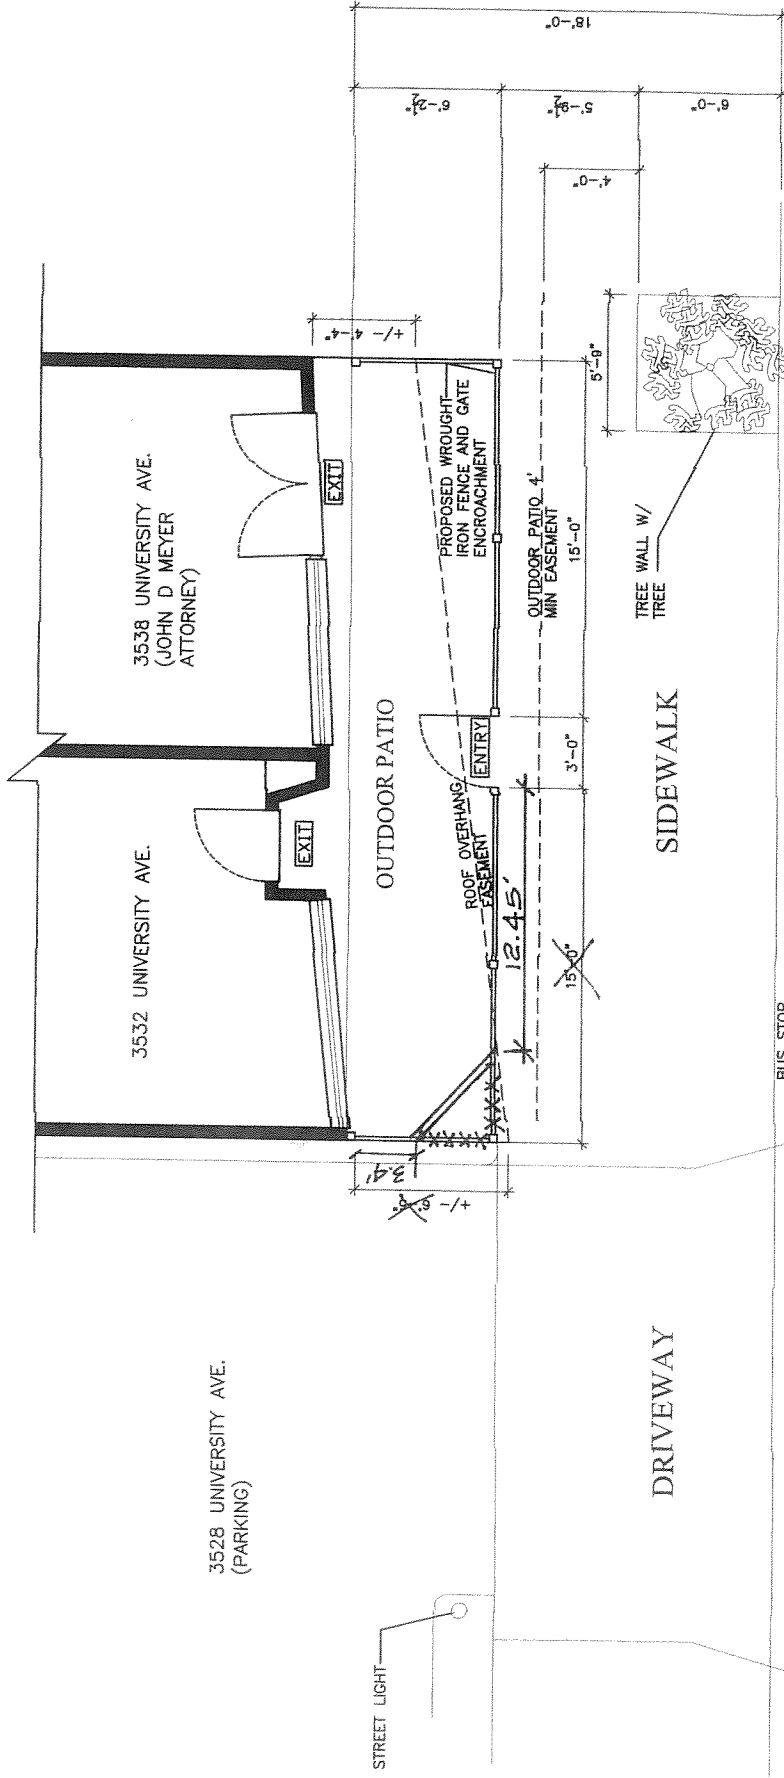 3538 UNIVERSITY AVE.
(JOHN D MEYER
ATTORNEY)
3532 UNIVERSITY AVE.
3528 UNIVERSITY AVE.
(PARKING)
EXIT
EXIT
OUTDOOR PATIO
ENTRY
ROOF OVERHANG
EASEMENT
PROPOSED WROUGHT
IRON FENCE AND GATE
ENCROACHMENT
OUTDOOR PATIO 4'
MIN EASEMENT
TREE WALL W/
TREE
SIDEWALK
DRIVEWAY
STREET LIGHT
BUS STOP
12.45'
15'-0"
3'-0"
15'-0"
3.4'
+/- 6'-6"
+/- 4'-4"
5'-9"
4'-0"
6'-2½"
5'-9½"
6'-0"
18'-0"